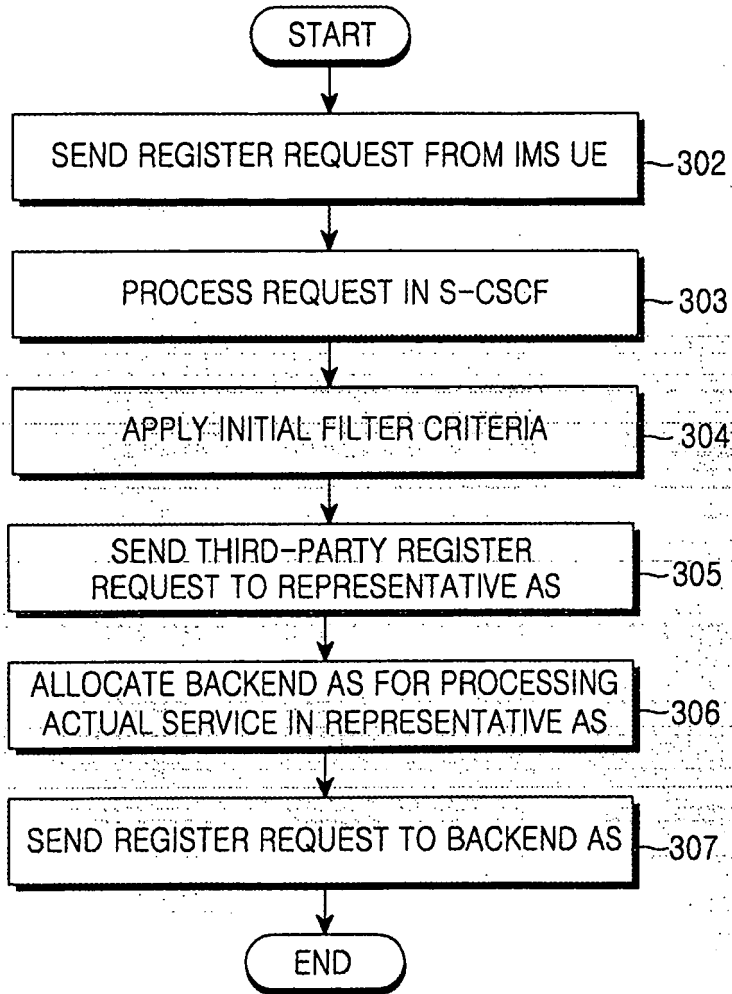 START
SEND REGISTER REQUEST FROM IMS UE
302
PROCESS REQUEST IN S-CSCF
303
APPLY INITIAL FILTER CRITERIA
304
SEND THIRD-PARTY REGISTER
REQUEST TO REPRESENTATIVE AS
305
ALLOCATE BACKEND AS FOR PROCESSING
ACTUAL SERVICE IN REPRESENTATIVE AS
306
SEND REGISTER REQUEST TO BACKEND AS
307
END